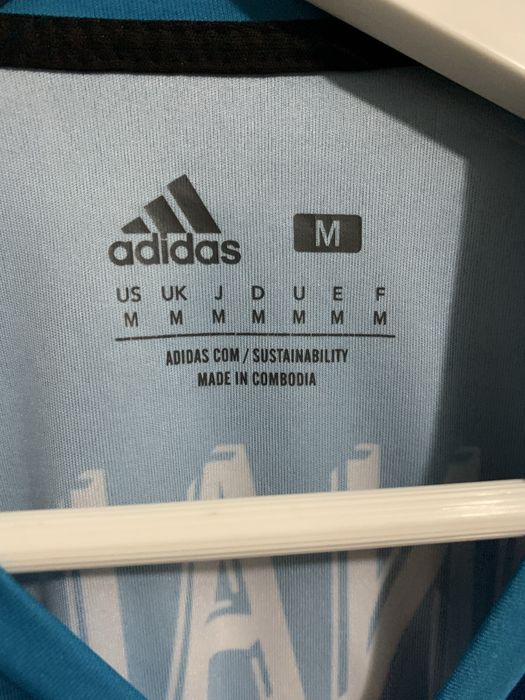 adidas
M
US UK J D U E F
M M M M M M M
ADIDAS COM / SUSTAINABILITY
MADE IN COMBODIA